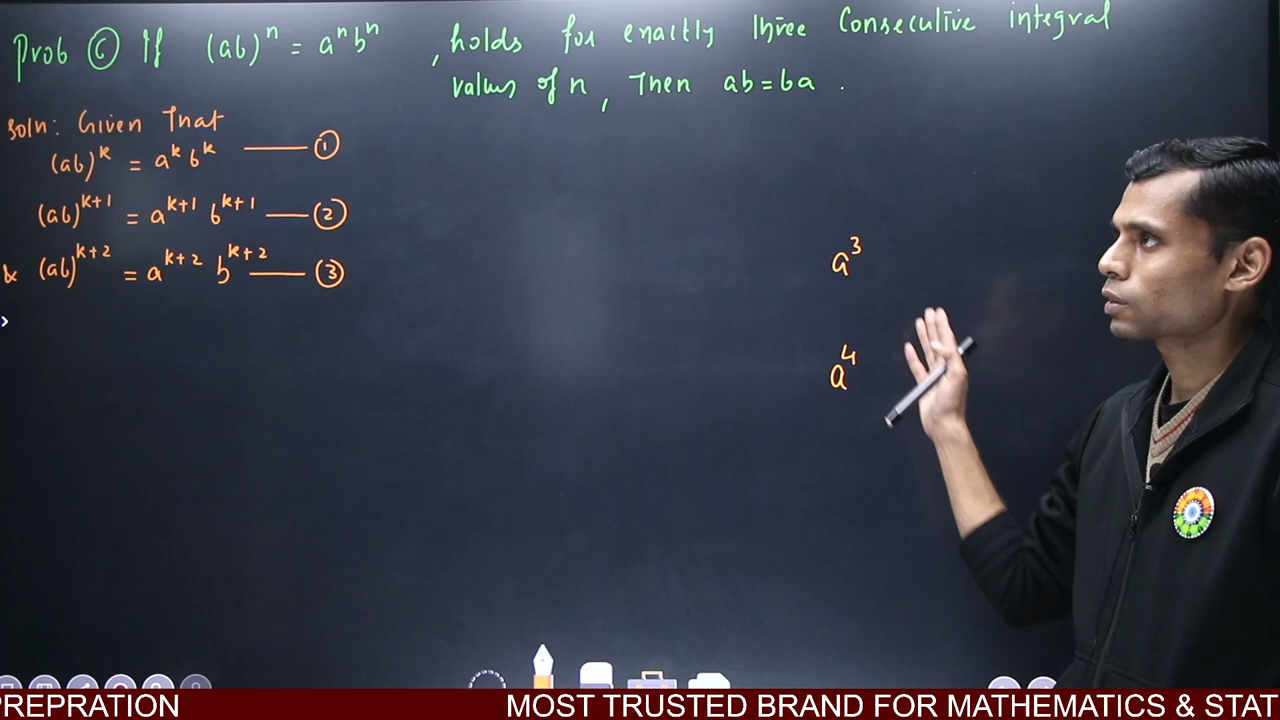 Prob © If (ab)^n = a^n b^n , holds for exactly three Consecutive integral
values of n, Then ab=ba .
Soln: Given That
(ab)^k = a^k b^k —— ①
(ab)^{k+1} = a^{k+1} b^{k+1} —— ②
& (ab)^{k+2} = a^{k+2} b^{k+2} —— ③
a^3
a^4
PREPRATION MOST TRUSTED BRAND FOR MATHEMATICS & STAT